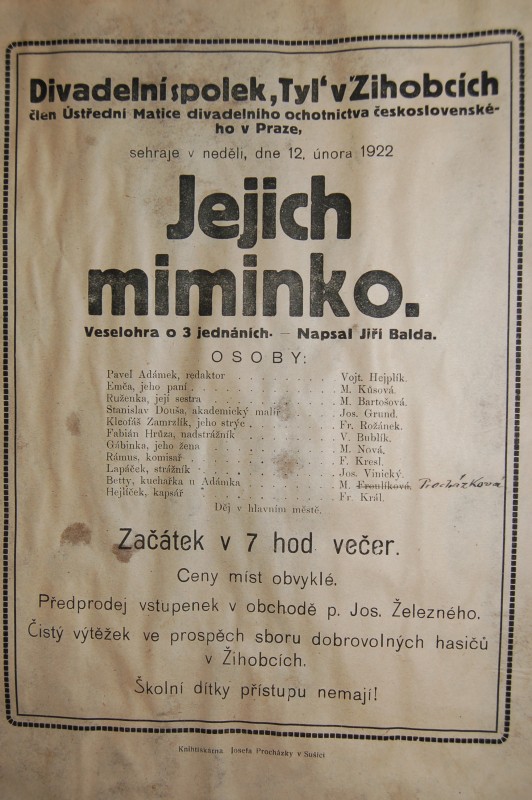 Divadelní spolek „Tyl“ v Žihobcích
člen Ústřední Matice divadelního ochotnictva československé-
ho v Praze,
sehraje v neděli, dne 12. února 1922
Jejich
miminko.
Veselohra o 3 jednáních. — Napsal Jiří Balda.
OSOBY:
Pavel Adámek, redaktor . . . . . . . . Vojt. Hejplík.
Emča, jeho paní . . . . . . . . . . M. Kůsová.
Ruženka, její sestra . . . . . . . . . M. Bartošová.
Stanislav Douša, akademický malíř . . . . Jos. Grund.
Kleofáš Zamrzlík, jeho strýc . . . . . . . Fr. Rožánek.
Fabián Hrůza, nadstrážník . . . . . . . V. Bublík.
Gábinka, jeho žena . . . . . . . . . M. Nová.
Rámus, komisař . . . . . . . . . . F. Kresl.
Lapáček, strážník . . . . . . . . . . Jos. Vinický.
Betty, kuchařka u Adámka . . . . . . . M. Froulíková. Procházková
Hejlíček, kapsář . . . . . . . . . . Fr. Král.
Děj v hlavním městě.
Začátek v 7 hod večer.
Ceny míst obvyklé.
Předprodej vstupenek v obchodě p. Jos. Železného.
Čistý výtěžek ve prospěch sboru dobrovolných hasičů
v Žihobcích.
Školní dítky přístupu nemají!
Knihtiskárna Josefa Procházky v Sušici